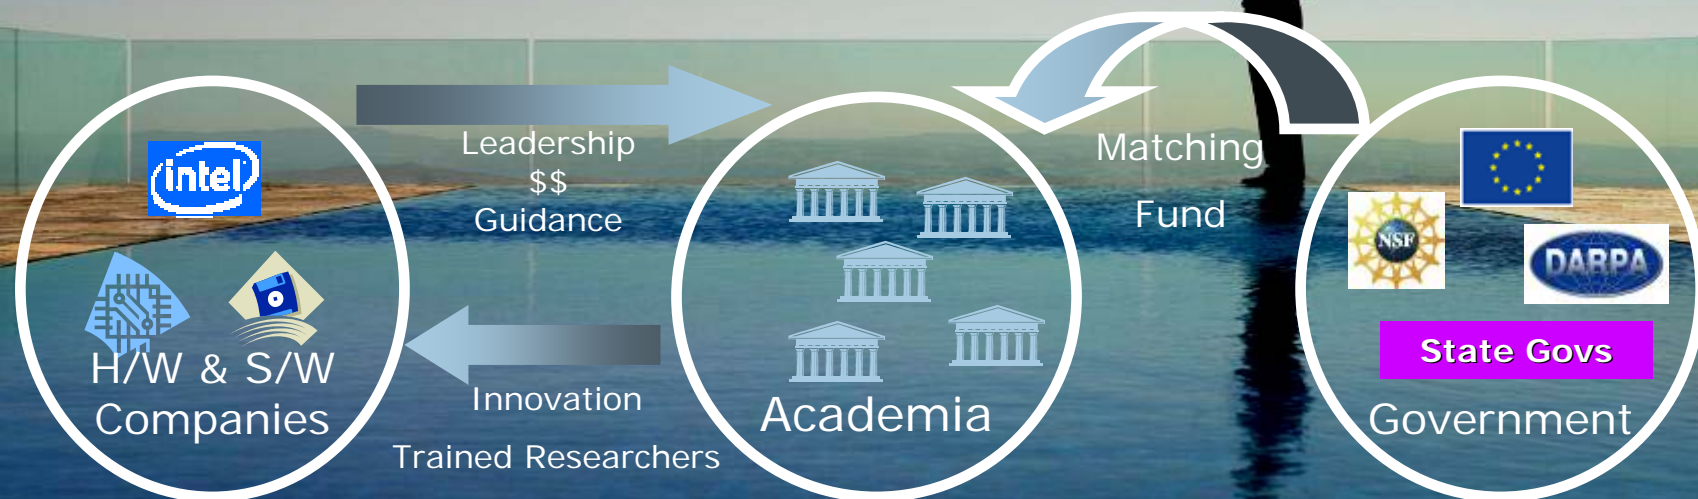 intel
H/W & S/W
Companies
Leadership
$$
Guidance
Innovation
Trained Researchers
Academia
Matching
Fund
NSF
DARPA
State Govs
Government